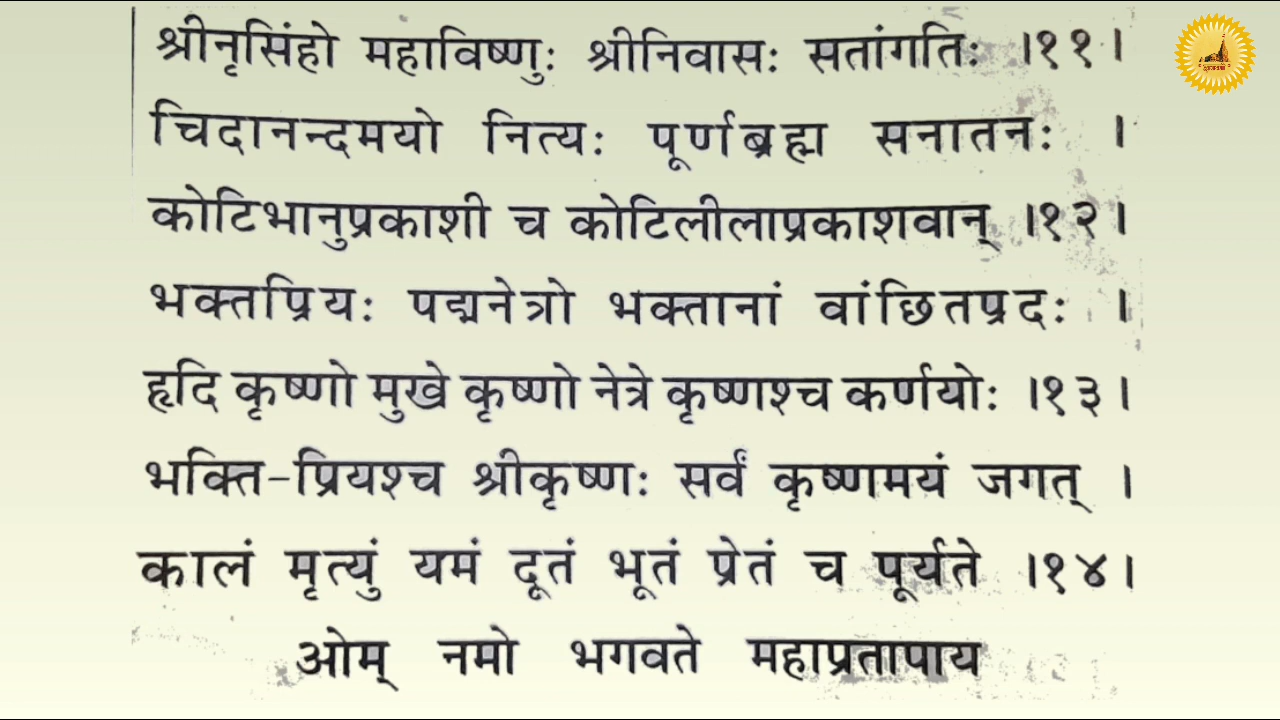 श्रीनृसिंहो महाविष्णुः श्रीनिवासः सतांगतिः ।११।
चिदानन्दमयो नित्यः पूर्णब्रह्म सनातनः ।
कोटिभानुप्रकाशी च कोटिलीलाप्रकाशवान् ।१२।
भक्तप्रियः पद्मनेत्रो भक्तानां वांछितप्रदः ।
हृदि कृष्णो मुखे कृष्णो नेत्रे कृष्णश्च कर्णयोः ।१३।
भक्ति-प्रियश्च श्रीकृष्णः सर्वं कृष्णमयं जगत् ।
कालं मृत्युं यमं दूतं भूतं प्रेतं च पूर्यते ।१४।
ओम् नमो भगवते महाप्रतापाय